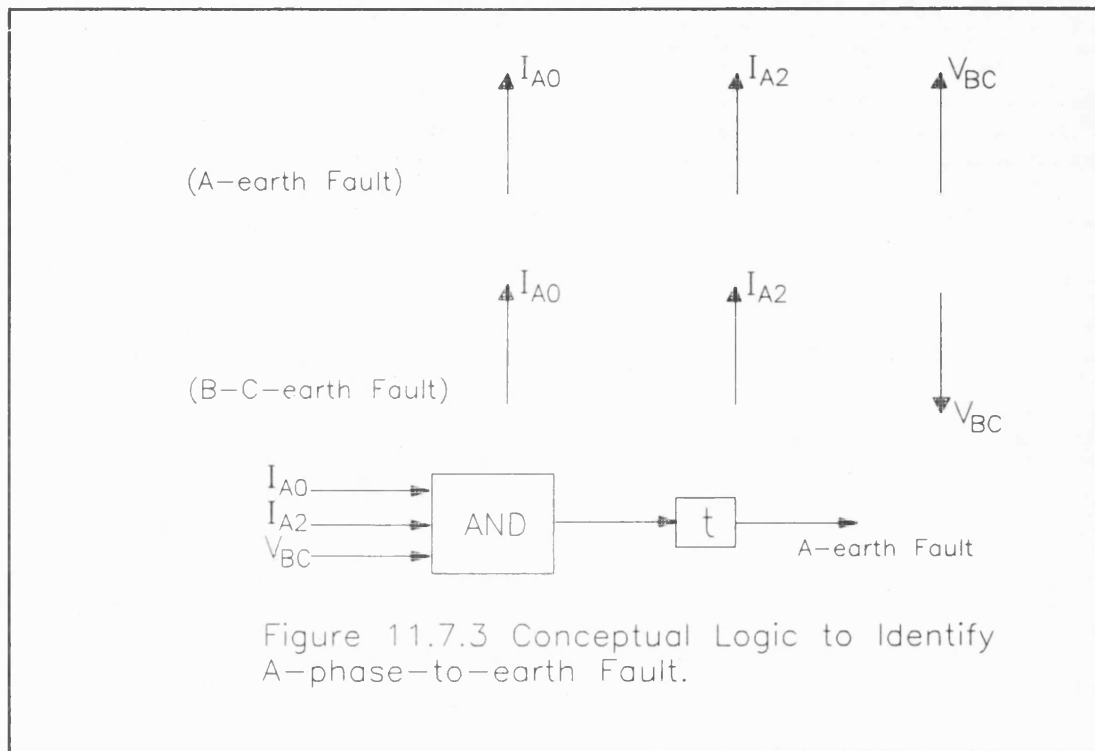 I_A0 I_A2 V_BC
(A-earth Fault)
I_A0 I_A2
(B-C-earth Fault)
V_BC
I_A0
I_A2
V_BC
AND
t
A-earth Fault
Figure 11.7.3 Conceptual Logic to Identify
A-phase-to-earth Fault.